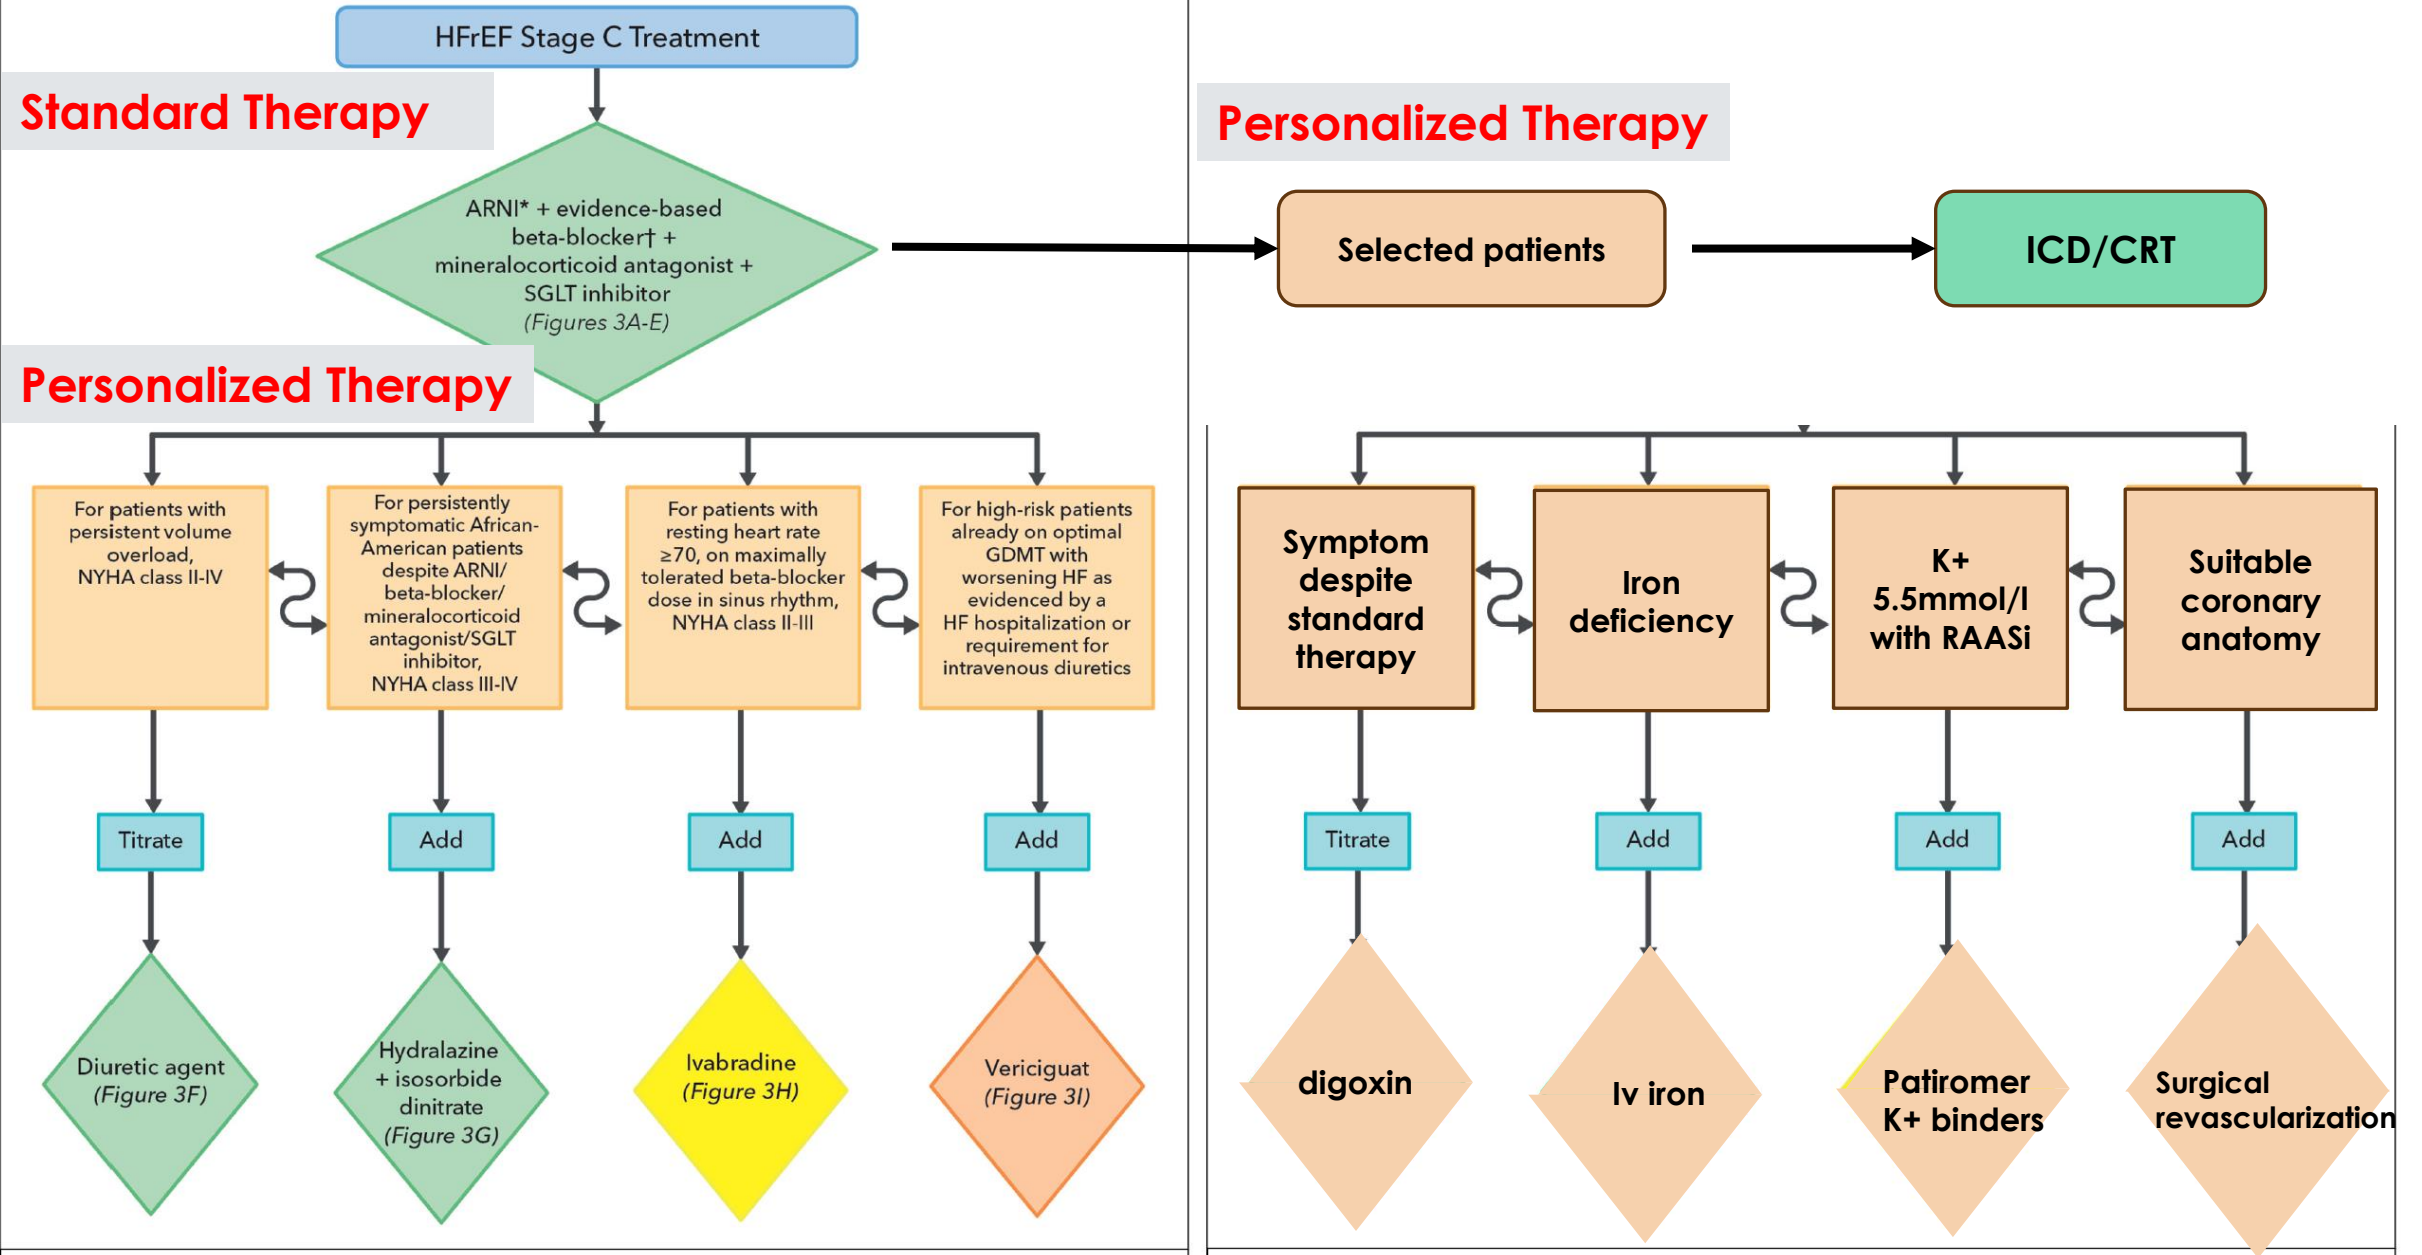 HFrEF Stage C Treatment
Standard Therapy
ARNI* + evidence-based
beta-blocker† +
mineralocorticoid antagonist +
SGLT inhibitor
(Figures 3A-E)
Personalized Therapy
For patients with
persistent volume
overload,
NYHA class II-IV
For persistently
symptomatic African-
American patients
despite ARNI/
beta-blocker/
mineralocorticoid
antagonist/SGLT
inhibitor,
NYHA class III-IV
For patients with
resting heart rate
≥70, on maximally
tolerated beta-blocker
dose in sinus rhythm,
NYHA class II-III
For high-risk patients
already on optimal
GDMT with
worsening HF as
evidenced by a
HF hospitalization or
requirement for
intravenous diuretics
Titrate
Add
Add
Add
Diuretic agent
(Figure 3F)
Hydralazine
+ isosorbide
dinitrate
(Figure 3G)
Ivabradine
(Figure 3H)
Vericiguat
(Figure 3I)
Personalized Therapy
Selected patients
ICD/CRT
Symptom
despite
standard
therapy
Iron
deficiency
K+
5.5mmol/l
with RAASi
Suitable
coronary
anatomy
Titrate
Add
Add
Add
digoxin
Iv iron
Patiromer
K+ binders
Surgical
revascularization